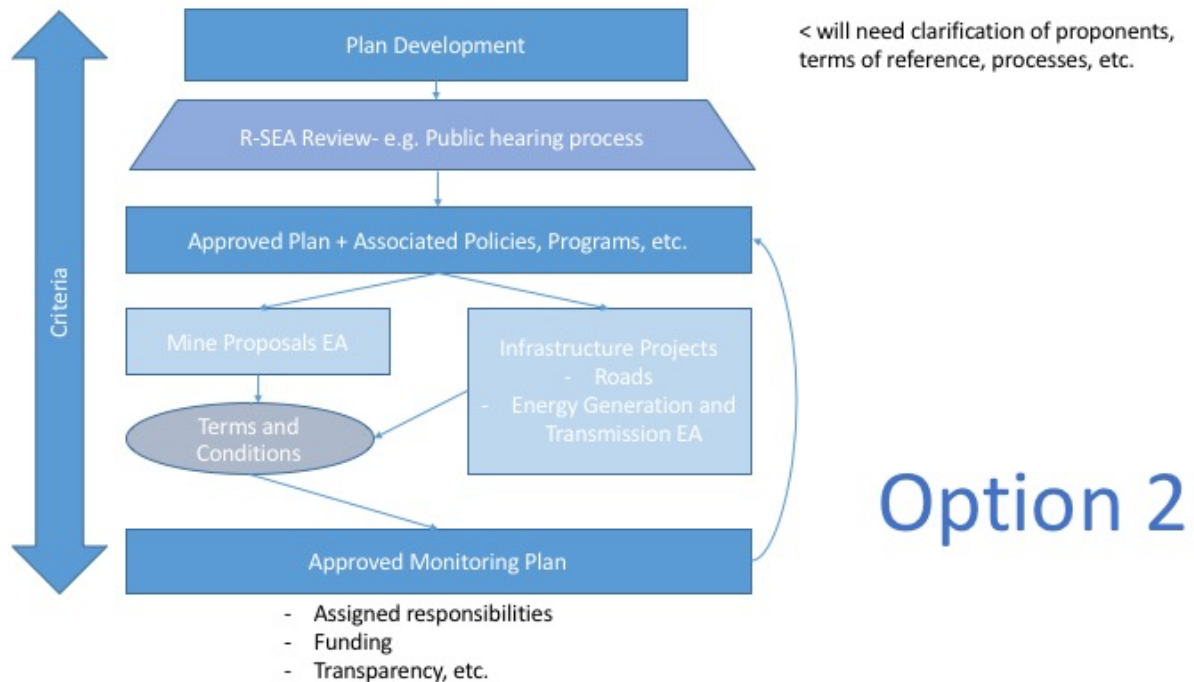 Plan Development
< will need clarification of proponents,
terms of reference, processes, etc.
R-SEA Review- e.g. Public hearing process
Approved Plan + Associated Policies, Programs, etc.
Criteria
Mine Proposals EA
Infrastructure Projects
- Roads
- Energy Generation and
Transmission EA
Terms and
Conditions
Option 2
Approved Monitoring Plan
- Assigned responsibilities
- Funding
- Transparency, etc.